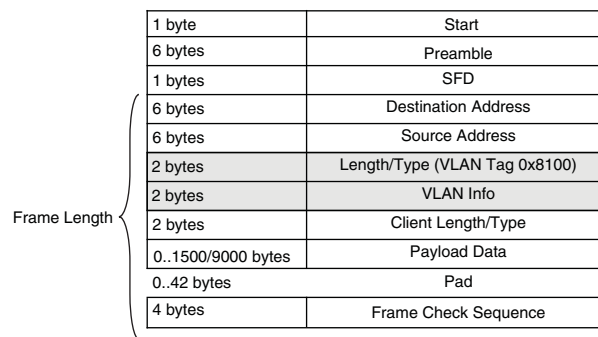 1 byte Start
6 bytes Preamble
1 byte SFD
6 bytes Destination Address
6 bytes Source Address
2 bytes Length/Type (VLAN Tag 0x8100)
2 bytes VLAN Info
Frame Length
2 bytes Client Length/Type
0..1500/9000 bytes Payload Data
0..42 bytes Pad
4 bytes Frame Check Sequence